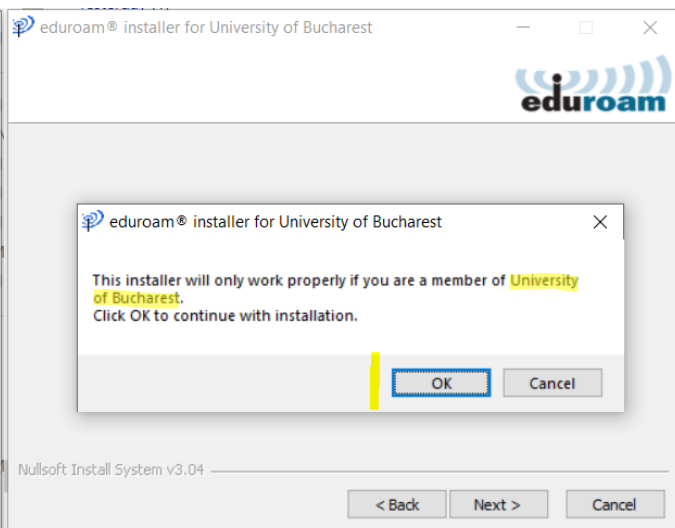 eduroam® installer for University of Bucharest
eduroam
eduroam® installer for University of Bucharest
This installer will only work properly if you are a member of University
of Bucharest.
Click OK to continue with installation.
OK Cancel
Nullsoft Install System v3.04
< Back Next > Cancel